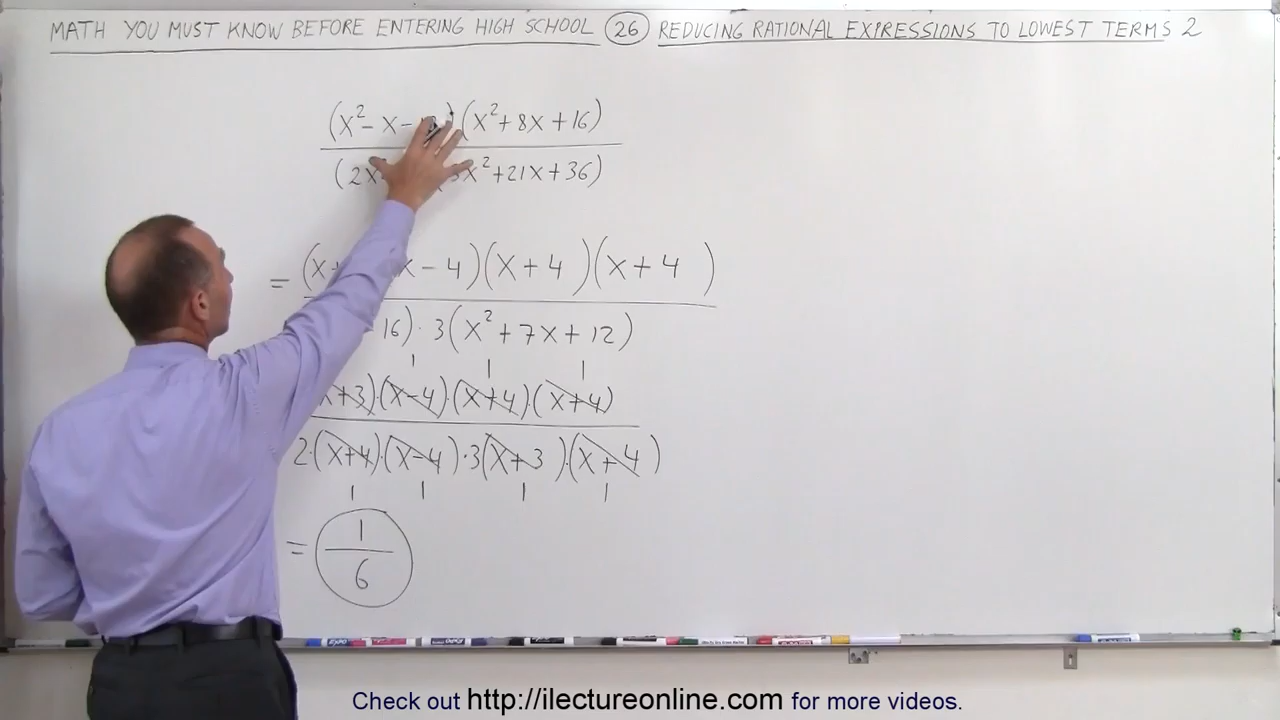 MATH YOU MUST KNOW BEFORE ENTERING HIGH SCHOOL 26 REDUCING RATIONAL EXPRESSIONS TO LOWEST TERMS 2
(x² - x - )(x² + 8x + 16)
(2x x² + 21x + 36)
= (x x - 4)(x + 4)(x + 4)
16) · 3(x² + 7x + 12)
1 1 1
x+3)·(x-4)·(x+4)·(x+4)
2·(x+4)·(x-4)·3(x+3)·(x+4)
1 1 1 1
= 1
6
Check out http://ilectureonline.com for more videos.